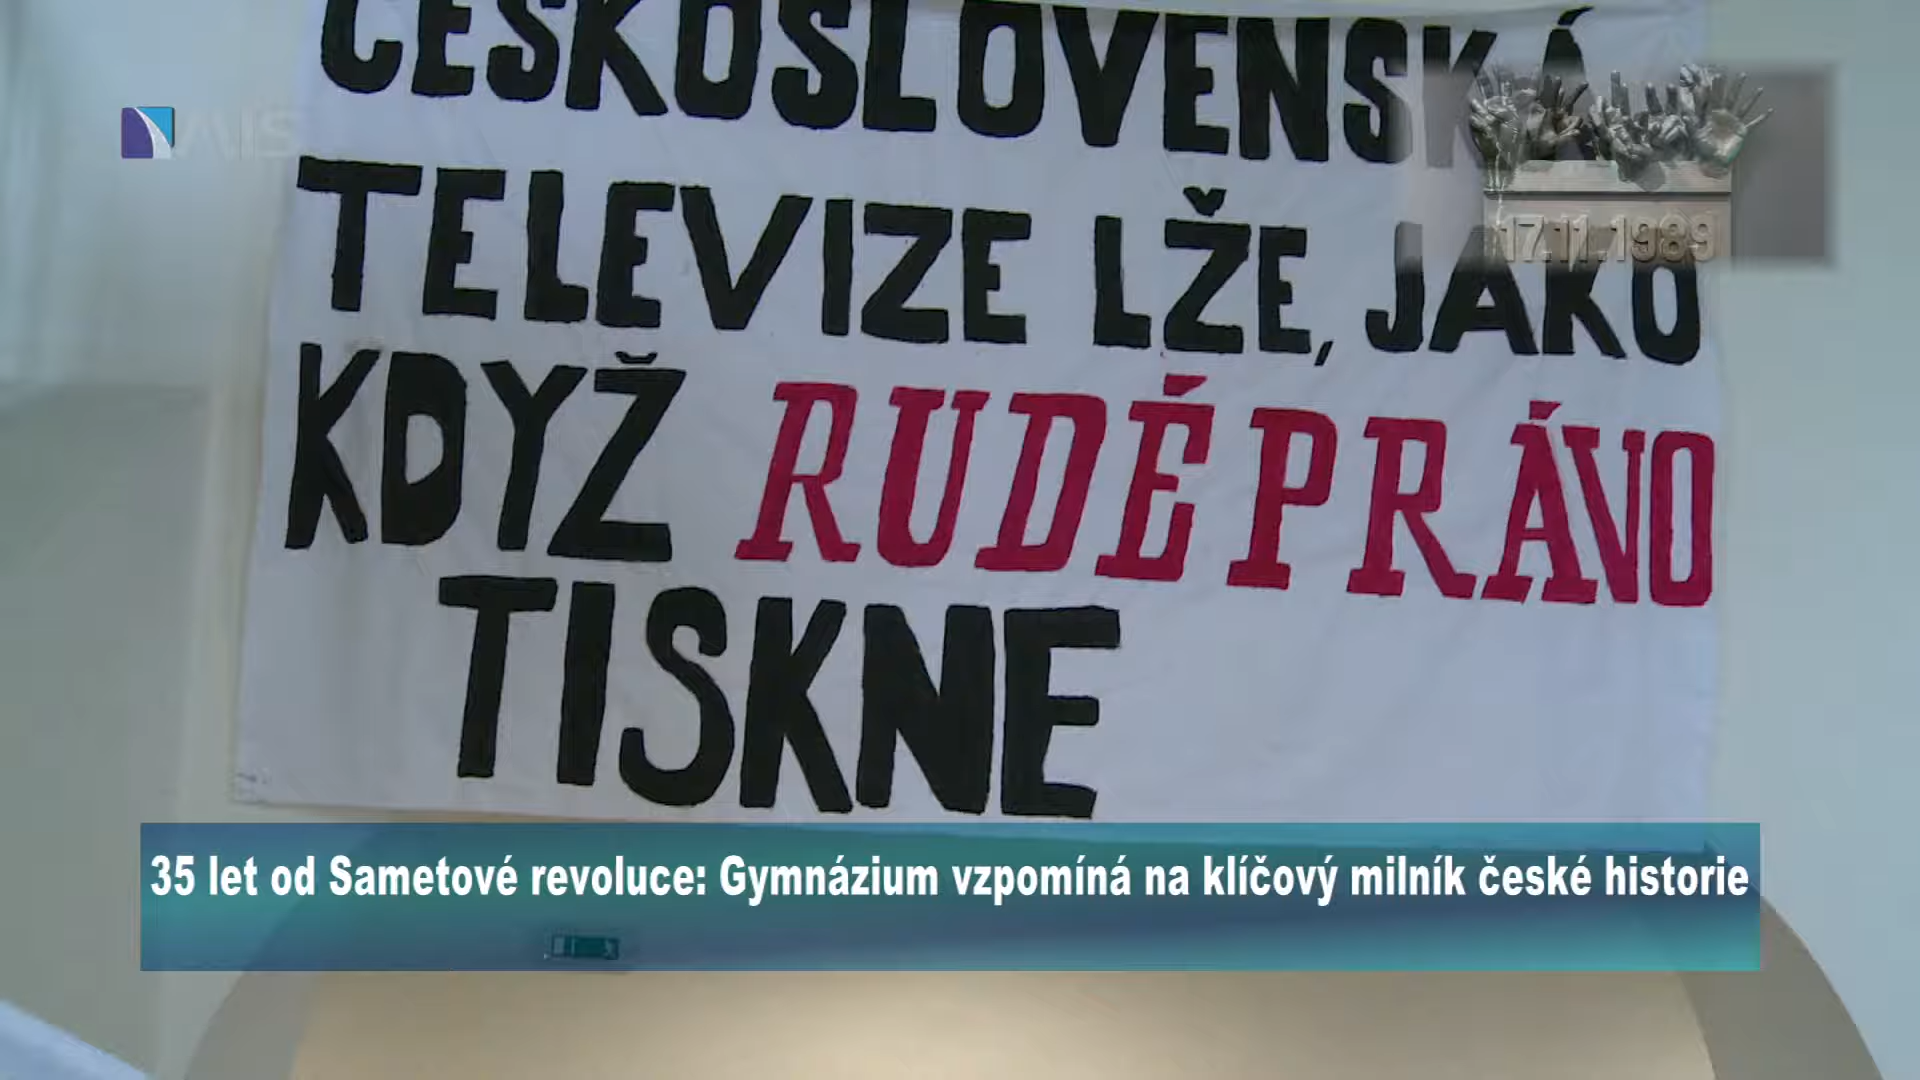 ČESKOSLOVENSKÁ
TELEVIZE LŽE, JAKO
KDYŽ RUDÉ PRÁVO
TISKNE
MIS
17.11.1989
35 let od Sametové revoluce: Gymnázium vzpomíná na klíčový milník české historie